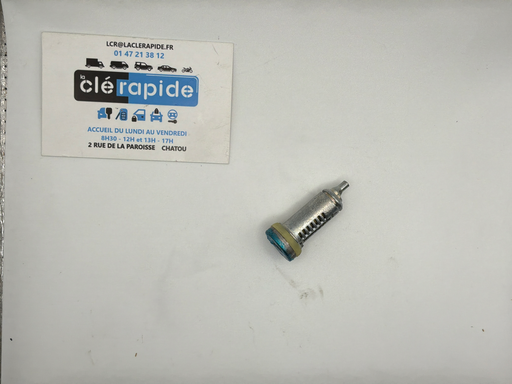 LCR@LACLERAPIDE.FR
01 47 21 38 12
la clé rapide
ACCUEIL DU LUNDI AU VENDREDI
8H30 - 12H et 13H - 17H
2 RUE DE LA PAROISSE CHATOU